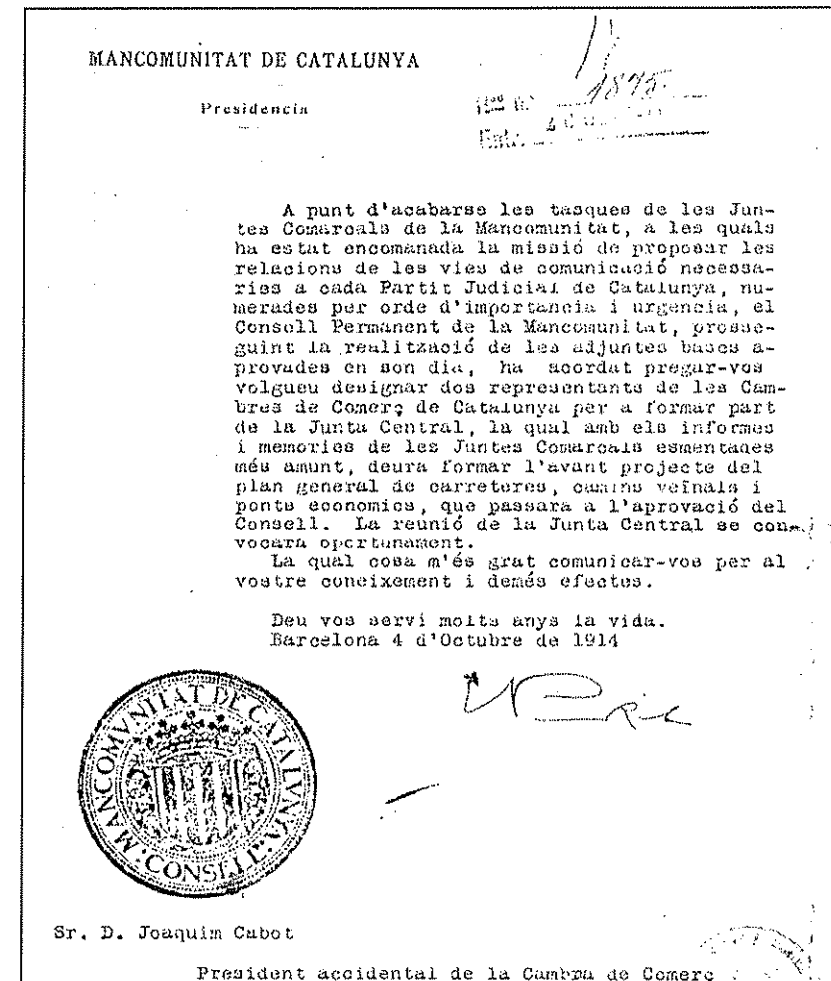 MANCOMUNITAT DE CATALUNYA
Presidencia
1875
A punt d'acabarse les tasques de les Jun-
tes Comarcals de la Mancomunitat, a les quals
ha estat encomanada la missió de proposar les
relacions de les vies de comunicació necessa-
ries a cada Partit Judicial de Catalunya, nu-
merades per orde d'importancia i urgencia, el
Consell Permanent de la Mancomunitat, prosse-
guint la realització de les adjuntes bases a-
provades en son dia, ha acordat pregar-vos
volgueu designar dos representants de les Cam-
bres de Comerç de Catalunya per a formar part
de la Junta Central, la qual amb els informes
i memories de les Juntes Comarcals esmentades
més amunt, deura formar l'avant projecte del
plan general de carreteres, camins veïnals i
ponts economics, que passara a l'aprovació del
Consell. La reunió de la Junta Central se con-
vocara oportunament.
La qual cosa m'és grat comunicar-vos per al
vostre coneixement i demés efectes.
Deu vos servi molts anys la vida.
Barcelona 4 d'Octubre de 1914
MANCOMVNITAT DE CATALVNYA
CONSELL
Sr. D. Joaquim Cabot
President accidental de la Cambra de Comerç